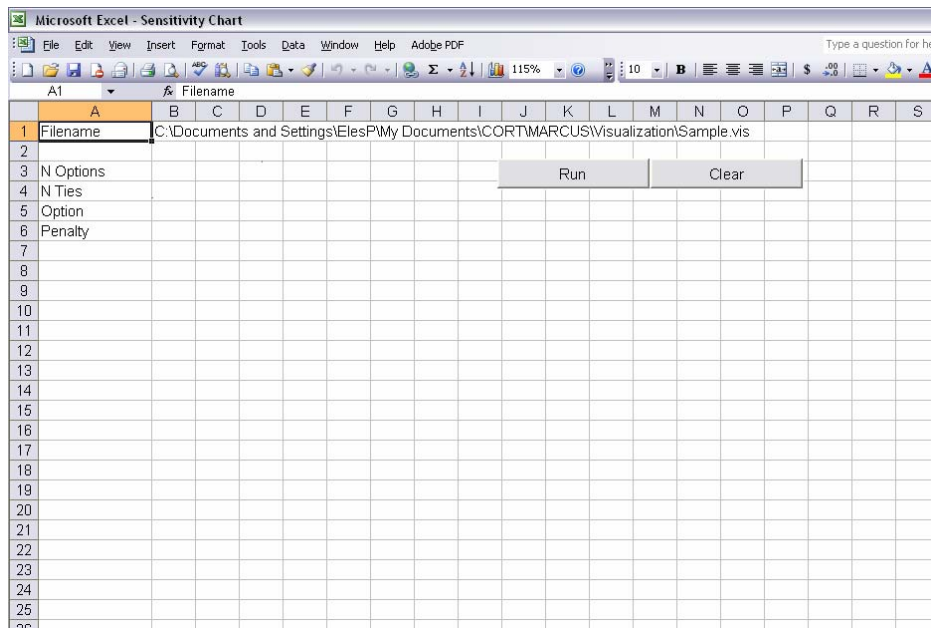 Microsoft Excel - Sensitivity Chart
File Edit View Insert Format Tools Data Window Help Adobe PDF Type a question for he
115% 10 B $
A1 fx Filename
A B C D E F G H I J K L M N O P Q R S
1 Filename C:\Documents and Settings\ElesP\My Documents\CORT\MARCUS\Visualization\Sample.vis
2
3 N Options Run Clear
4 N Ties
5 Option
6 Penalty
7
8
9
10
11
12
13
14
15
16
17
18
19
20
21
22
23
24
25
26